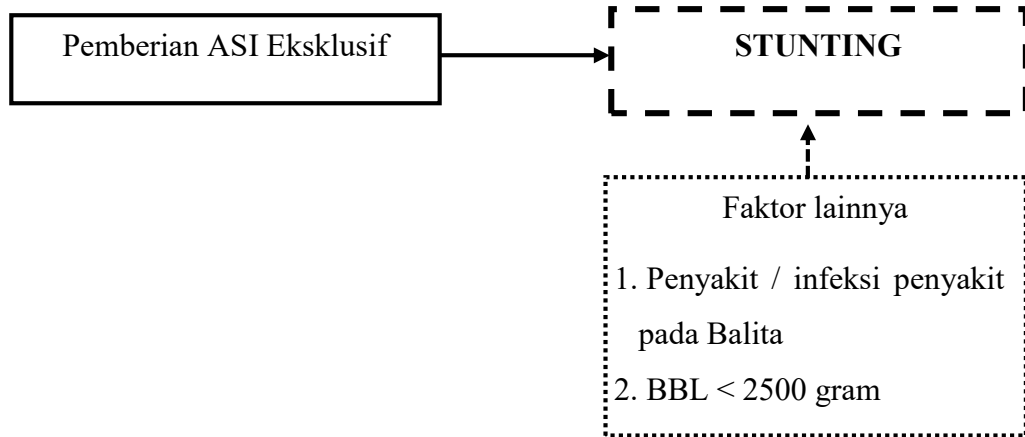 Pemberian ASI Eksklusif
STUNTING
Faktor lainnya
1. Penyakit / infeksi penyakit
pada Balita
2. BBL < 2500 gram